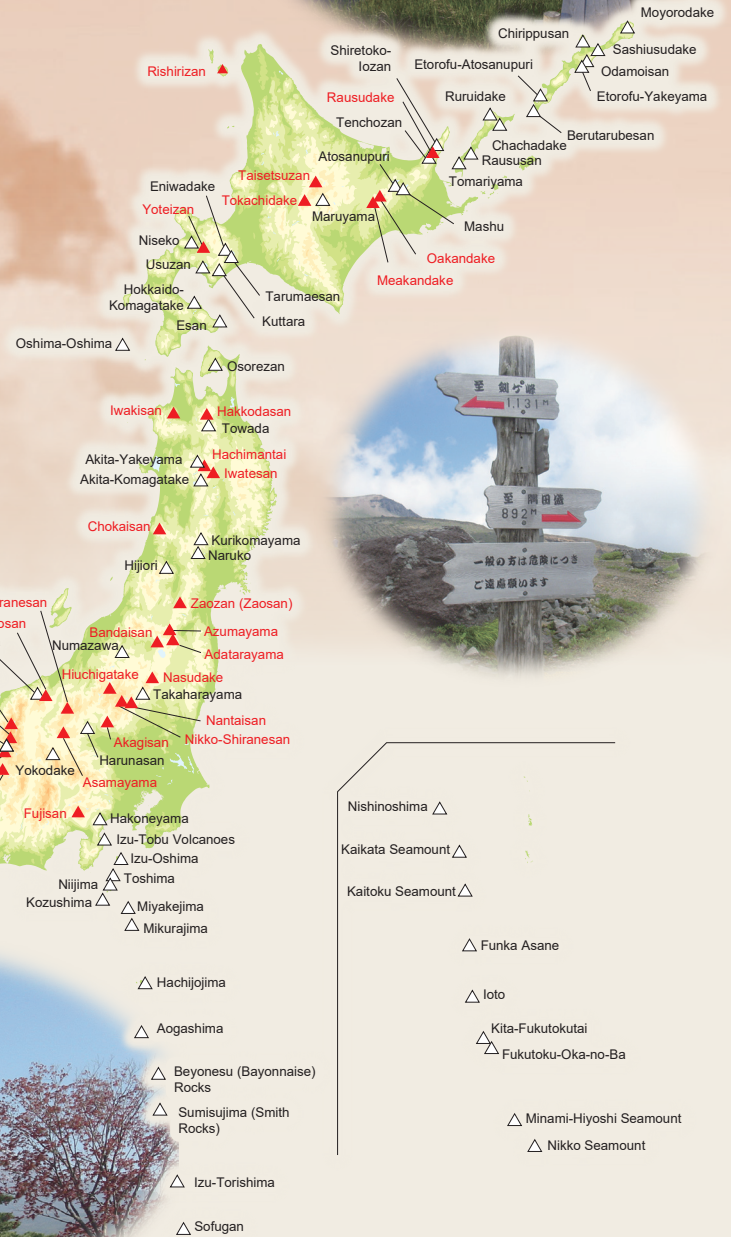 Moyorodake
Chirippusan
Sashiusudake
Shiretoko-
Iozan
Etorofu-Atosanupuri
Odamoisan
Rishirizan
Etorofu-Yakeyama
Rausudake
Ruruidake
Tenchozan
Berutarubesan
Chachadake
Atosanupuri
Raususan
Tomariyama
Taisetsuzan
Eniwadake
Tokachidake
Maruyama
Yoteizan
Mashu
Niseko
Oakandake
Usuzan
Meakandake
Hokkaido-
Komagatake
Tarumaesan
Kuttara
Esan
Oshima-Oshima
Osorezan
至 剣ケ峰
1,131M
Iwakisan
Hakkodasan
Towada
Akita-Yakeyama
Hachimantai
Iwatesan
Akita-Komagatake
至 隅田盛
892M
Chokaisan
Kurikomayama
Naruko
Hijiori
一般の方は危険につき
ご遠慮願います
Zaozan (Zaosan)
ranesan
osan
Bandaisan
Azumayama
Numazawa
Adatarayama
Hiuchigatake
Nasudake
Takaharayama
Nantaisan
Nikko-Shiranesan
Akagisan
Harunasan
Yokodake
Asamayama
Fujisan
Hakoneyama
Izu-Tobu Volcanoes
Izu-Oshima
Toshima
Niijima
Kozushima
Miyakejima
Mikurajima
Hachijojima
Aogashima
Beyonesu (Bayonnaise)
Rocks
Sumisujima (Smith
Rocks)
Izu-Torishima
Sofugan
Nishinoshima
Kaikata Seamount
Kaitoku Seamount
Funka Asane
Ioto
Kita-Fukutokutai
Fukutoku-Oka-no-Ba
Minami-Hiyoshi Seamount
Nikko Seamount